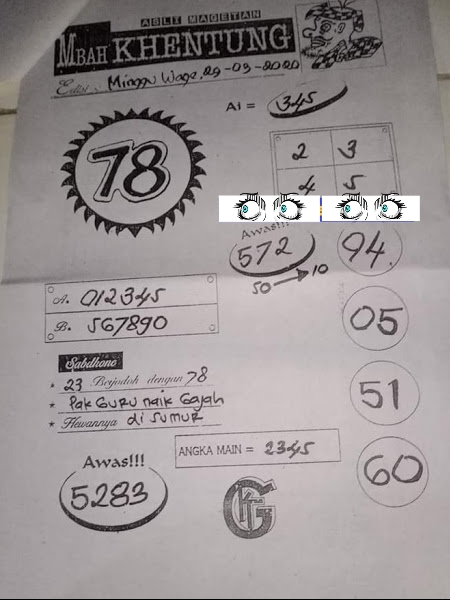 ASLI MAGETAN
MBAH KHENTUNG
Edisi : Minggu Wage, 29-03-2020
AI = 345
78
2 3
4 5
Awas!!!
572
50 → 10
94
A. 012345
B. 567890
05
Sabdhono
* 23 Berjodoh dengan 78
* Pak GURU naik Gajah
* Hewannya di SUMUR
51
ANGKA MAIN = 2345
Awas!!!
5283
60
KTG